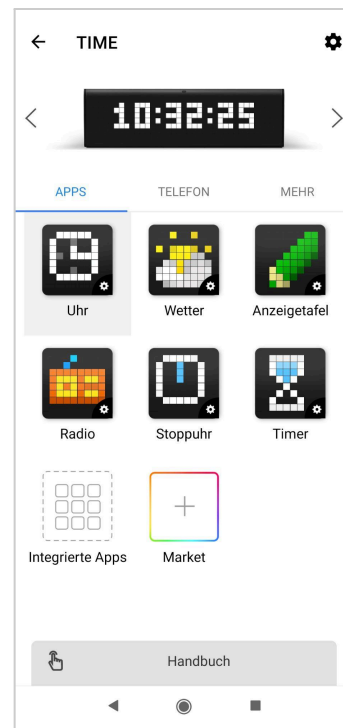 TIME
10:32:25
APPS TELEFON MEHR
Uhr Wetter Anzeigetafel
Radio Stoppuhr Timer
Integrierte Apps Market
Handbuch